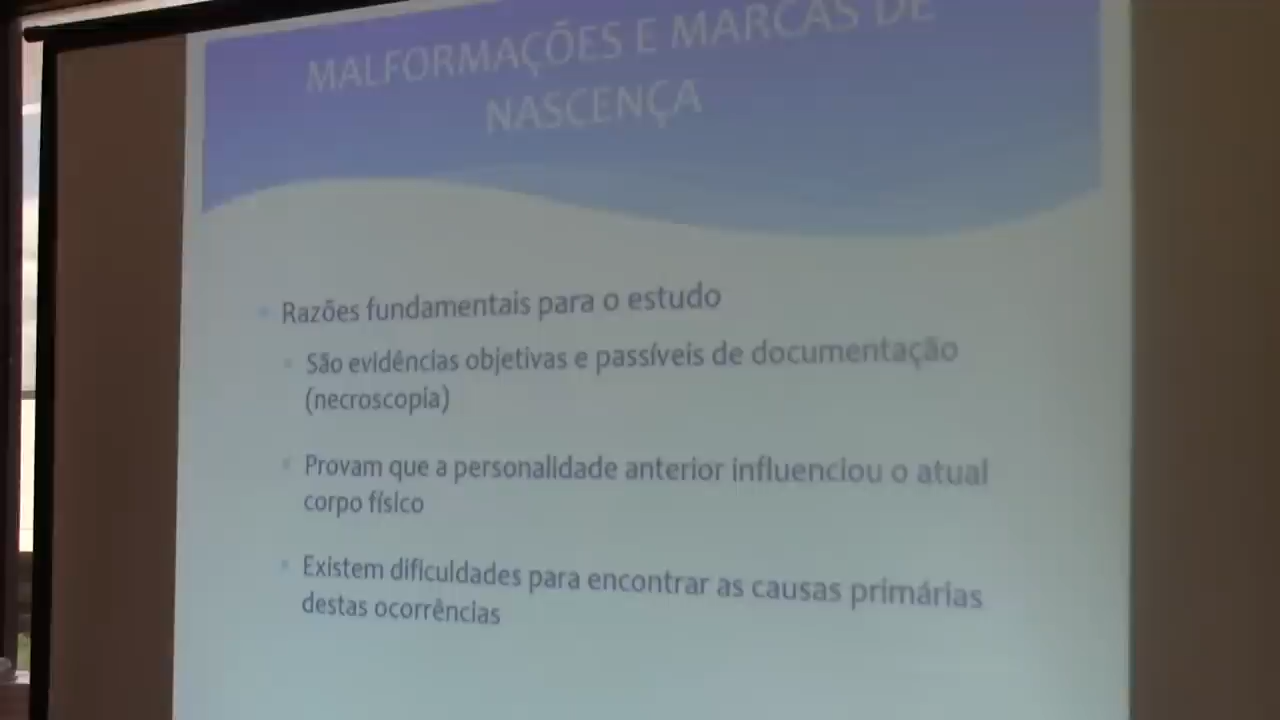 MALFORMAÇÕES E MARCAS DE
NASCENÇA
Razões fundamentais para o estudo
São evidências objetivas e passíveis de documentação
(necroscopia)
Provam que a personalidade anterior influenciou o atual
corpo físico
Existem dificuldades para encontrar as causas primárias
destas ocorrências